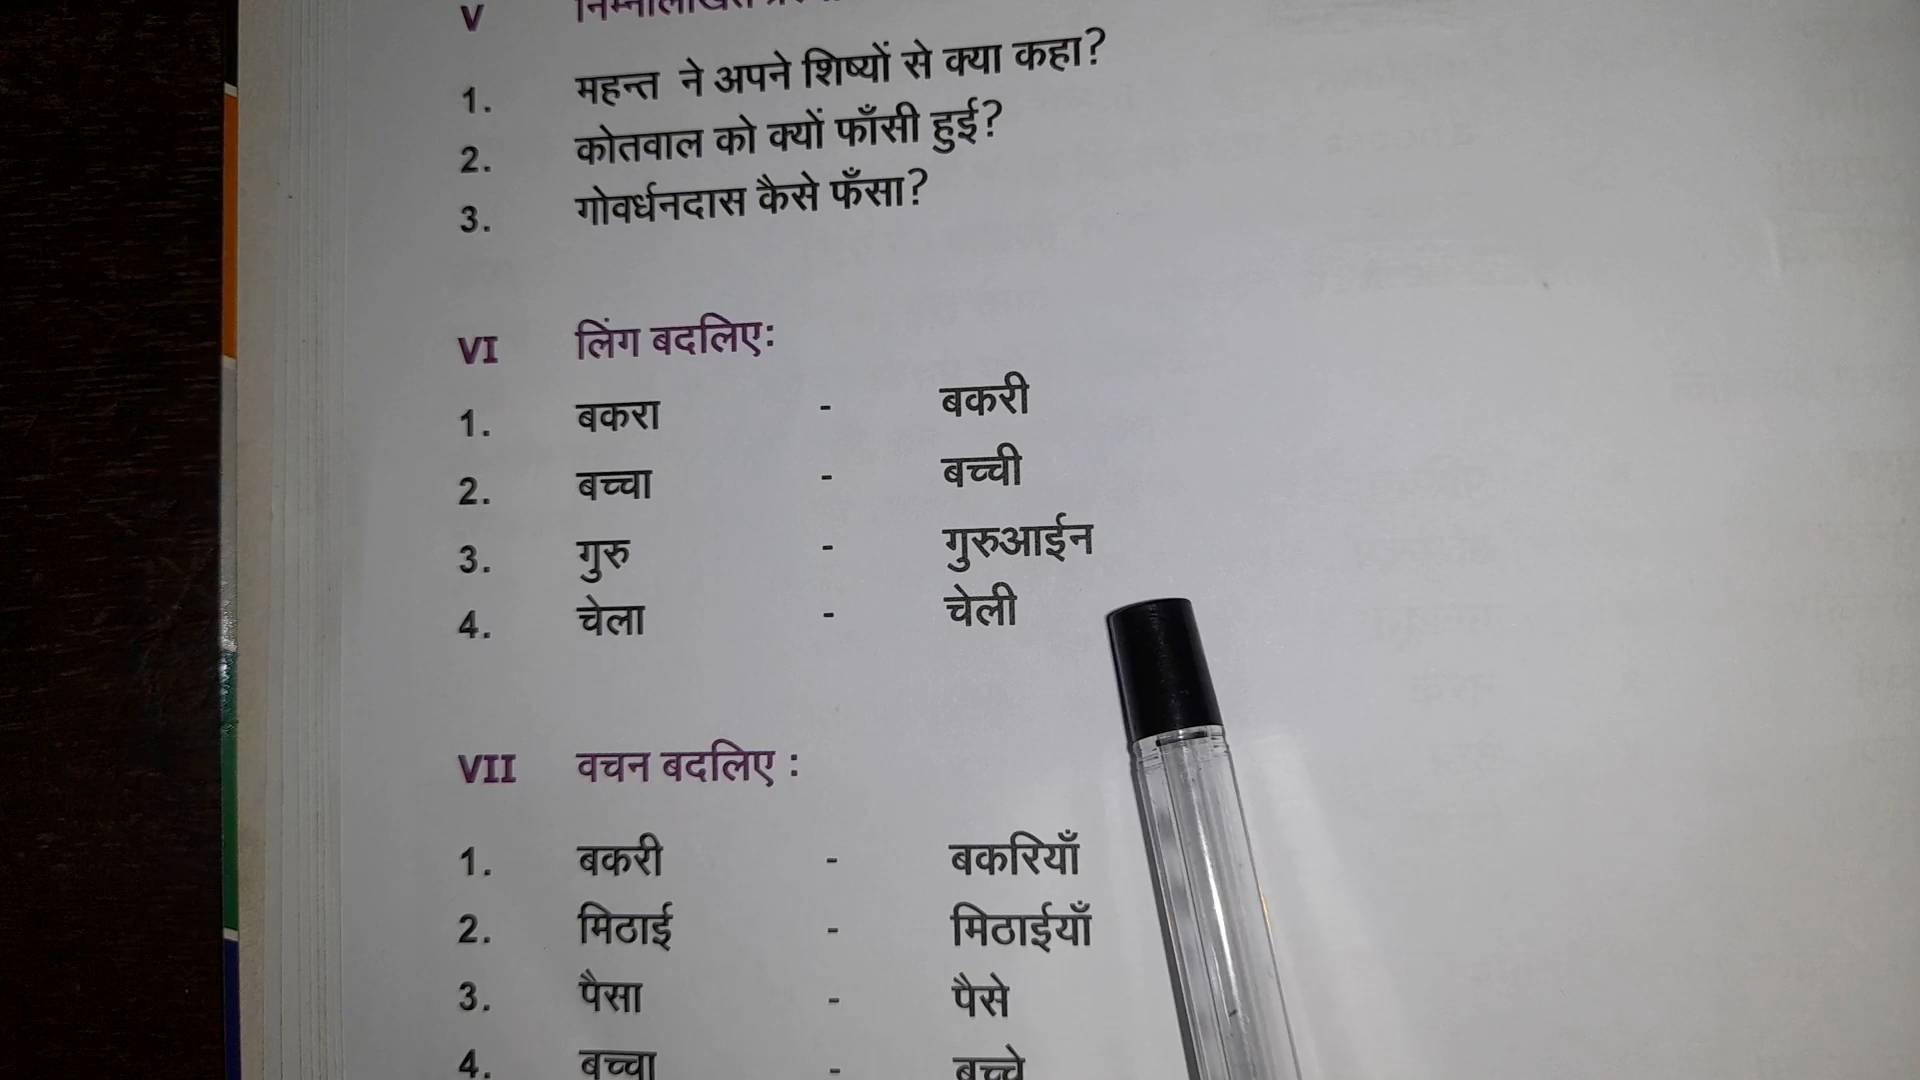 V
1. महन्त ने अपने शिष्यों से क्या कहा?
2. कोतवाल को क्यों फाँसी हुई?
3. गोवर्धनदास कैसे फँसा?
VI लिंग बदलिए:
1. बकरा - बकरी
2. बच्चा - बच्ची
3. गुरु - गुरुआईन
4. चेला - चेली
VII वचन बदलिए :
1. बकरी - बकरियाँ
2. मिठाई - मिठाईयाँ
3. पैसा - पैसे
4. बच्चा - बच्चे